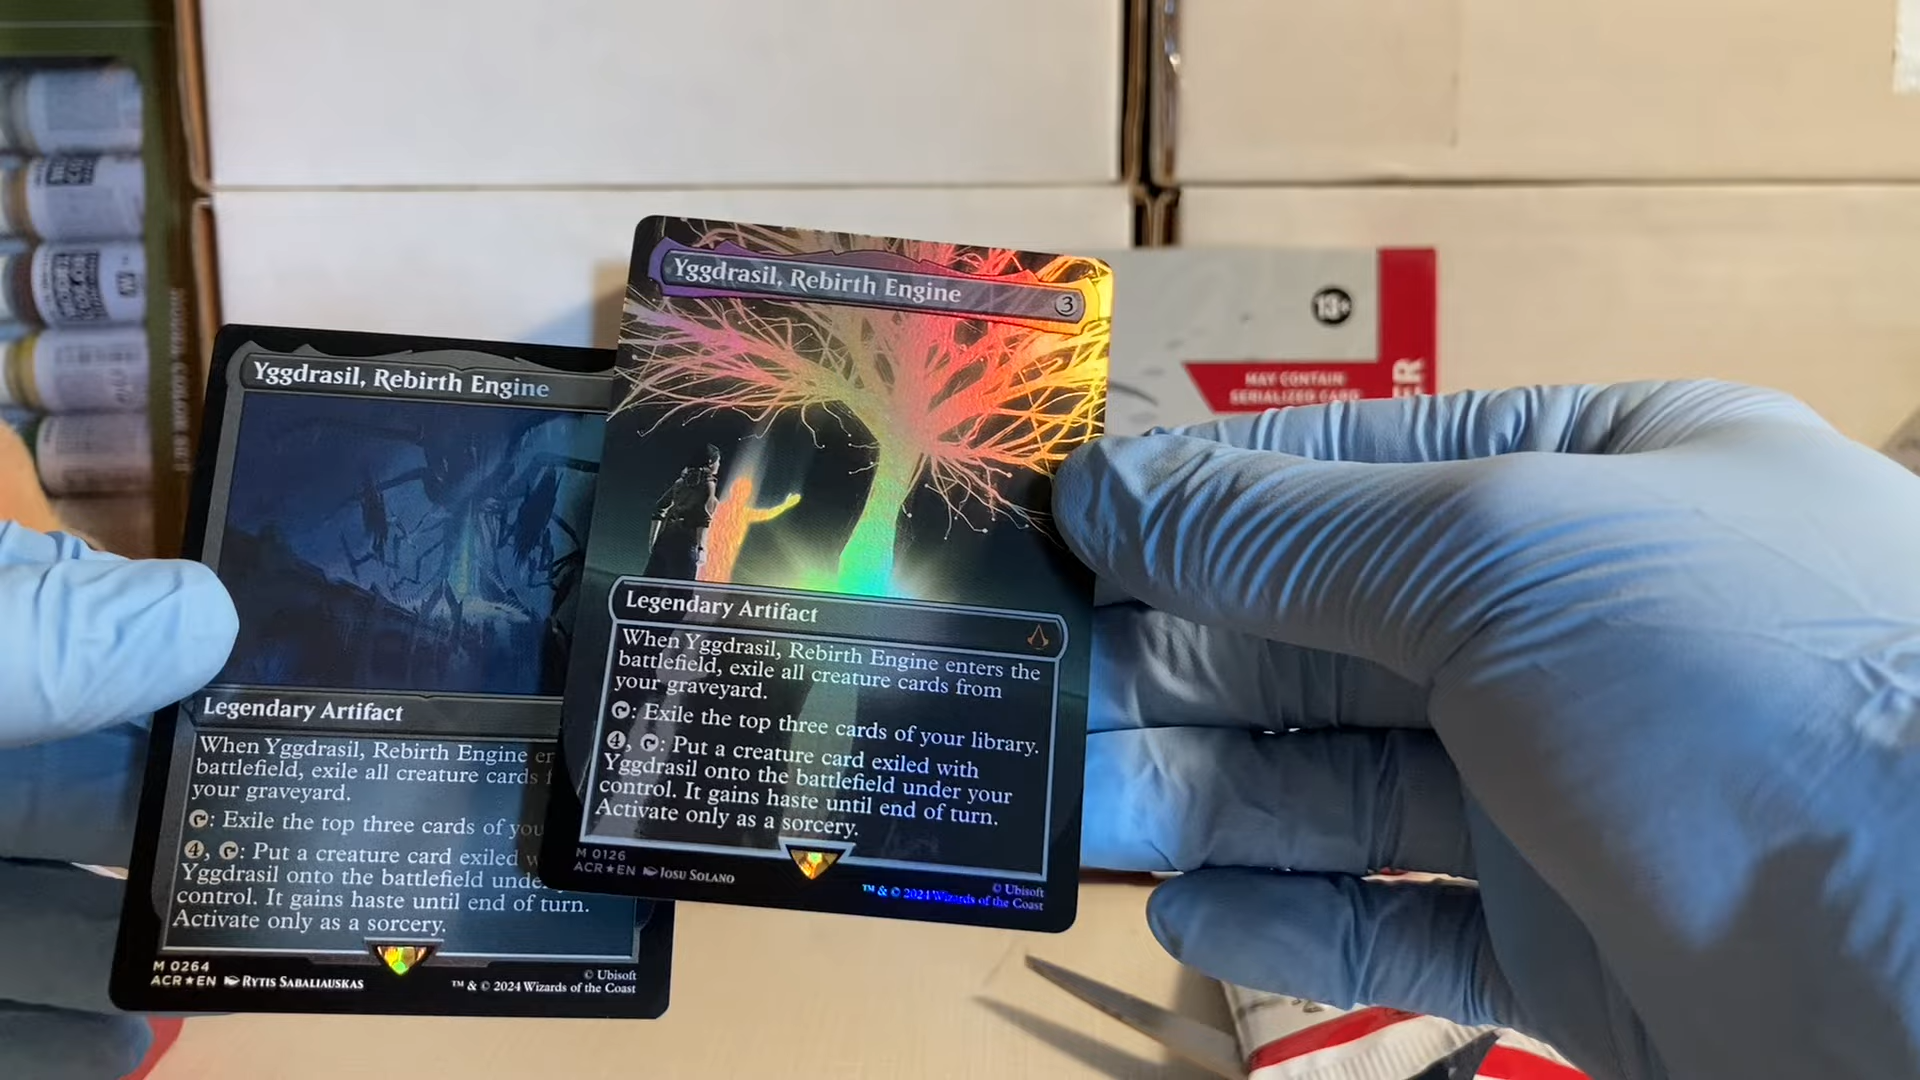 Yggdrasil, Rebirth Engine
Legendary Artifact
When Yggdrasil, Rebirth Engine
battlefield, exile all creature cards
your graveyard.
: Exile the top three cards of
4, : Put a creature card exiled
Yggdrasil onto the battlefield
control. It gains haste until end of turn.
Activate only as a sorcery.
M 0264
ACR★EN RYTIS SABALIAUSKAS
™ & © 2024 Wizards of the Coast
© Ubisoft
Yggdrasil, Rebirth Engine 3
Legendary Artifact
When Yggdrasil, Rebirth Engine enters the
battlefield, exile all creature cards from
your graveyard.
: Exile the top three cards of your library.
4, : Put a creature card exiled with
Yggdrasil onto the battlefield under your
control. It gains haste until end of turn.
Activate only as a sorcery.
M 0126
ACR★EN JOSU SOLANO
™ & © 2024 Wizards of the Coast
© Ubisoft
13+
MAY CONTAIN
SERIALIZED CARD